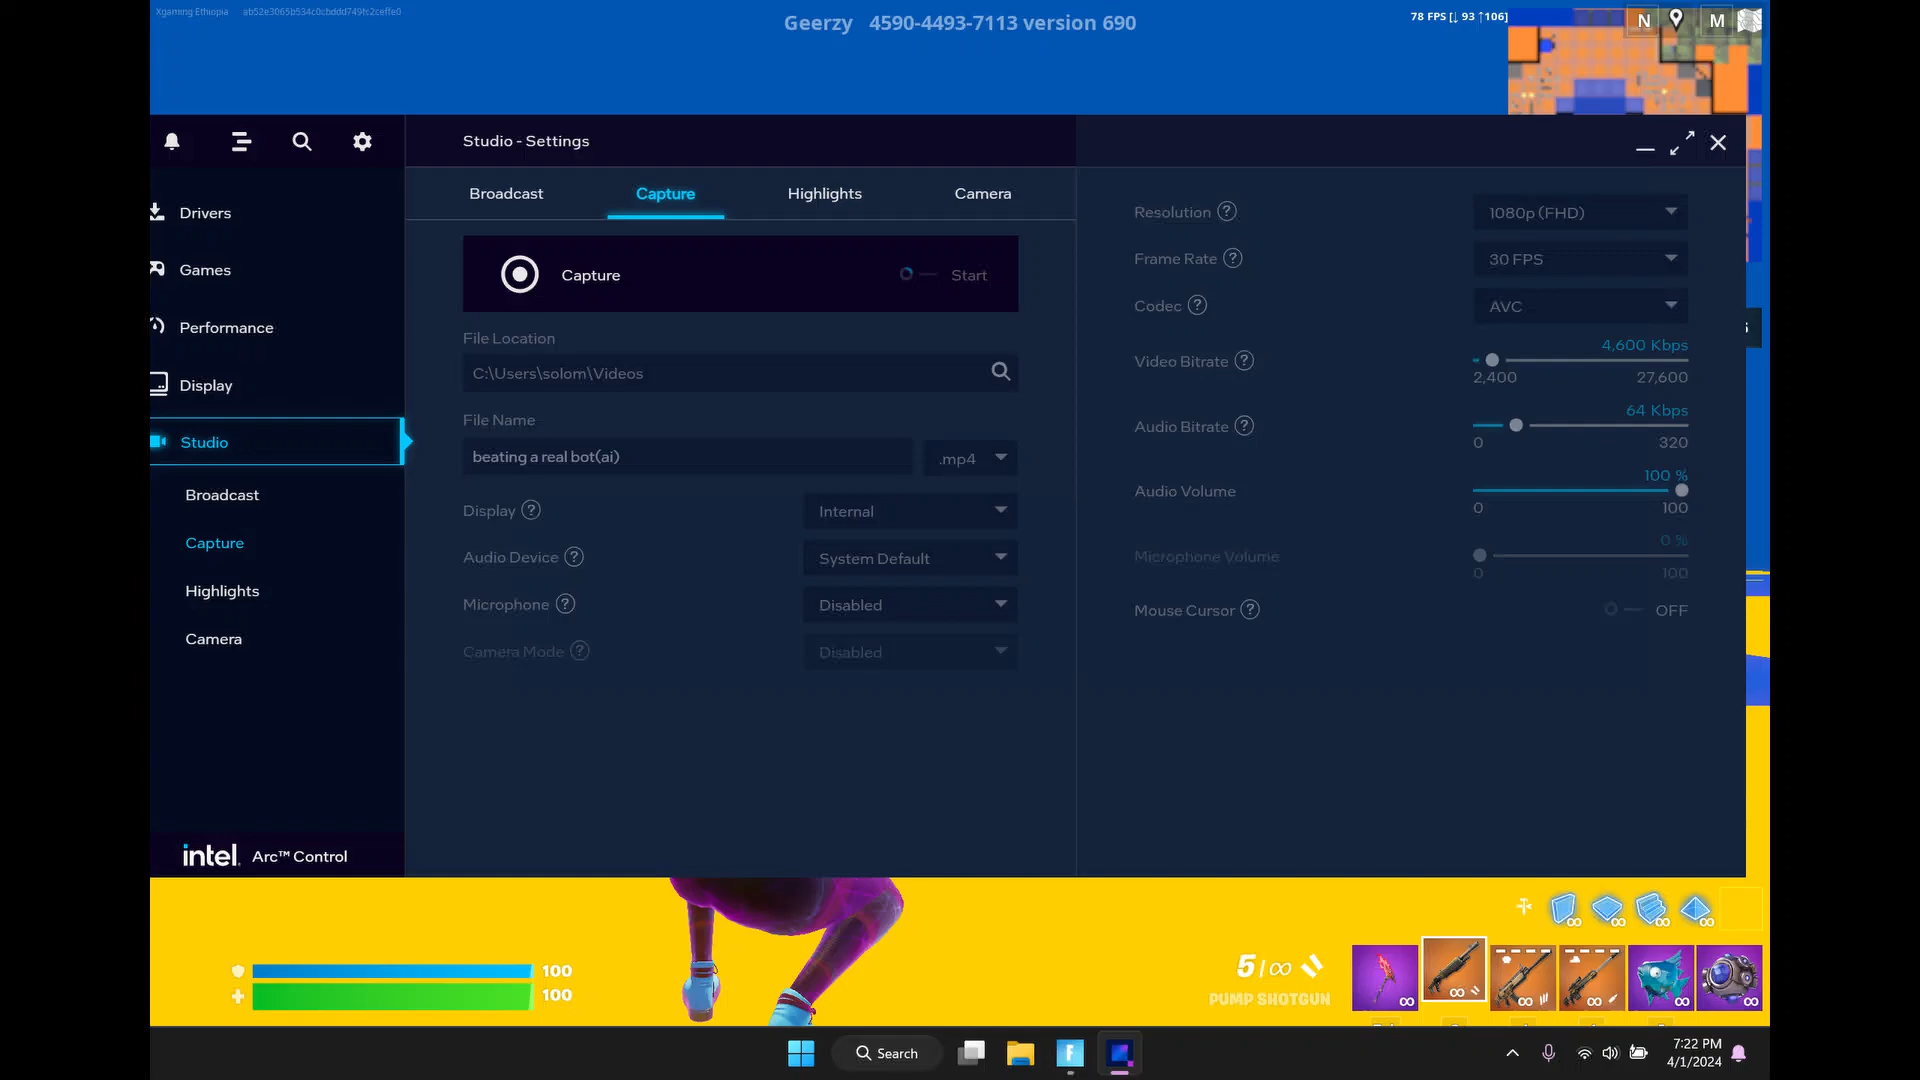 Xgaming Ethiopia ab52e3065b534c0cbddd749fc2ceffe0
Geerzy 4590-4493-7113 version 690
78 FPS [↓ 93 ↑106]
N
M
Studio - Settings
Broadcast
Capture
Highlights
Camera
Drivers
Games
Performance
Display
Studio
Broadcast
Capture
Highlights
Camera
intel. Arc™ Control
Capture
Start
File Location
C:\Users\solom\Videos
File Name
beating a real bot(ai)
.mp4
Display ?
Internal
Audio Device ?
System Default
Microphone ?
Disabled
Camera Mode ?
Disabled
Resolution ?
1080p (FHD)
Frame Rate ?
30 FPS
Codec ?
AVC
4,600 Kbps
Video Bitrate ?
2,400 27,600
64 Kbps
Audio Bitrate ?
0 320
100 %
Audio Volume
0 100
0 %
Microphone Volume
0 100
Mouse Cursor ?
OFF
∞ ∞ ∞ ∞
100
100
5/∞
PUMP SHOTGUN
∞ ∞ ∞ ∞ ∞ ∞
Search
7:22 PM
4/1/2024